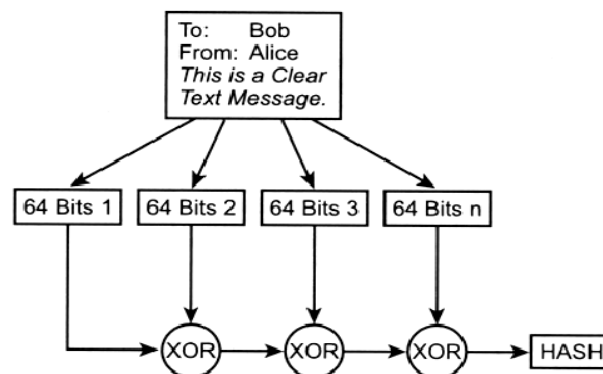 To: Bob
From: Alice
This is a Clear
Text Message.
64 Bits 1
64 Bits 2
64 Bits 3
64 Bits n
XOR
XOR
XOR
HASH